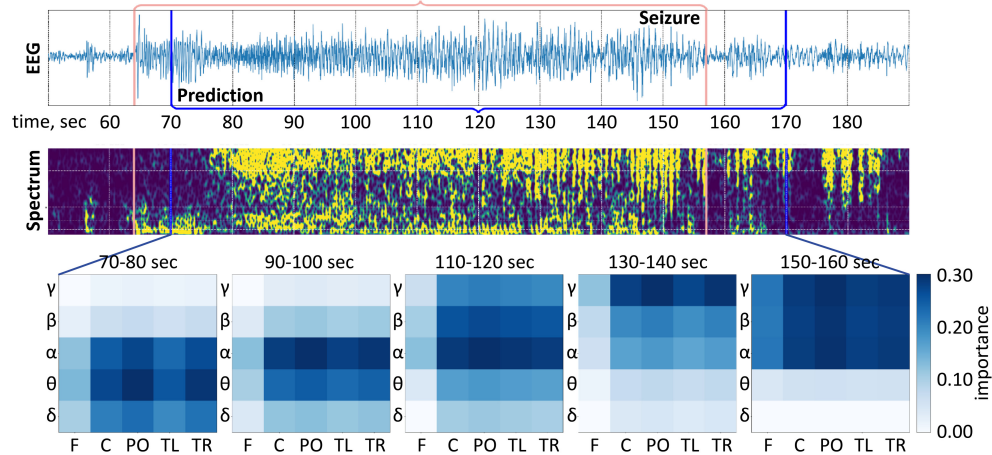 Seizure
EEG
Prediction
time, sec 60 70 80 90 100 110 120 130 140 150 160 170 180
Spectrum
70-80 sec 90-100 sec 110-120 sec 130-140 sec 150-160 sec
γ γ γ γ γ 0.30
β β β β β
0.20
α α α α α
θ θ θ θ θ 0.10
δ δ δ δ δ 0.00
importance
F C PO TL TR F C PO TL TR F C PO TL TR F C PO TL TR F C PO TL TR